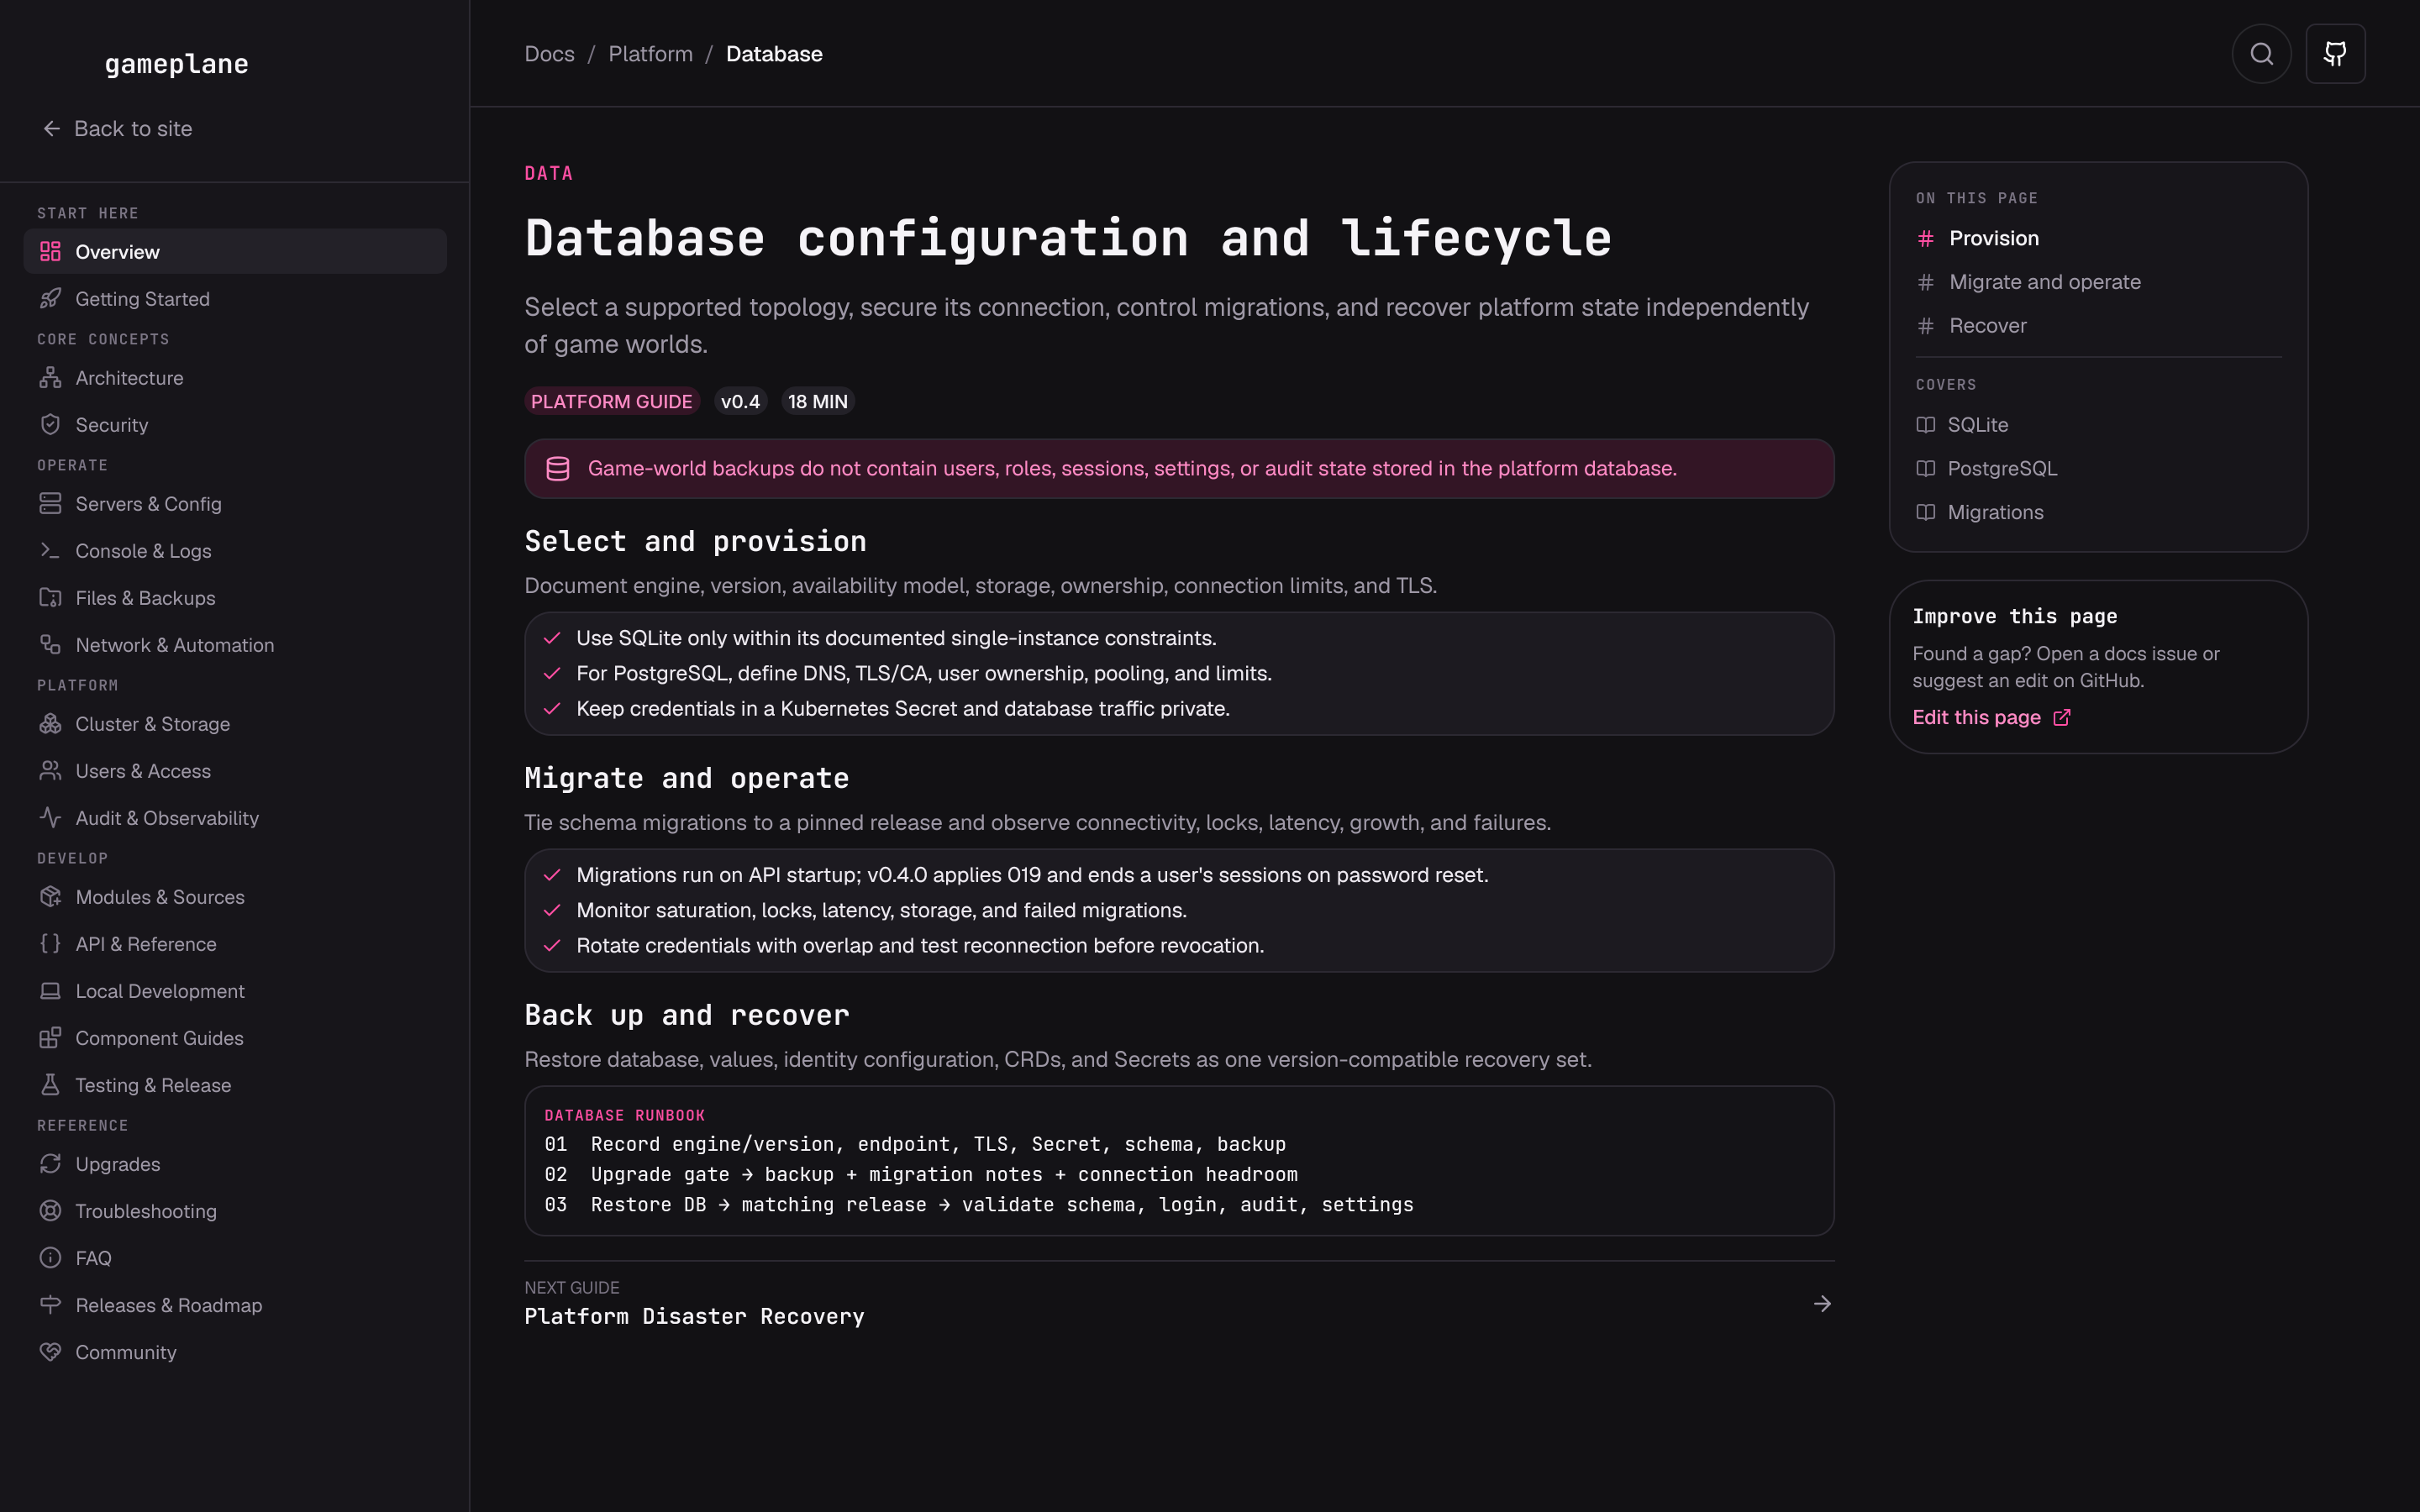 gameplane
Back to site
START HERE
Overview
Getting Started
CORE CONCEPTS
Architecture
Security
OPERATE
Servers & Config
Console & Logs
Files & Backups
Network & Automation
PLATFORM
Cluster & Storage
Users & Access
Audit & Observability
DEVELOP
Modules & Sources
API & Reference
Local Development
Component Guides
Testing & Release
REFERENCE
Upgrades
Troubleshooting
FAQ
Releases & Roadmap
Community
Docs / Platform / Database
DATA
Database configuration and lifecycle
Select a supported topology, secure its connection, control migrations, and recover platform state independently
of game worlds.
PLATFORM GUIDE v0.4 18 MIN
Game-world backups do not contain users, roles, sessions, settings, or audit state stored in the platform database.
Select and provision
Document engine, version, availability model, storage, ownership, connection limits, and TLS.
Use SQLite only within its documented single-instance constraints.
For PostgreSQL, define DNS, TLS/CA, user ownership, pooling, and limits.
Keep credentials in a Kubernetes Secret and database traffic private.
Migrate and operate
Tie schema migrations to a pinned release and observe connectivity, locks, latency, growth, and failures.
Migrations run on API startup; v0.4.0 applies 019 and ends a user's sessions on password reset.
Monitor saturation, locks, latency, storage, and failed migrations.
Rotate credentials with overlap and test reconnection before revocation.
Back up and recover
Restore database, values, identity configuration, CRDs, and Secrets as one version-compatible recovery set.
DATABASE RUNBOOK
01 Record engine/version, endpoint, TLS, Secret, schema, backup
02 Upgrade gate → backup + migration notes + connection headroom
03 Restore DB → matching release → validate schema, login, audit, settings
NEXT GUIDE
Platform Disaster Recovery
ON THIS PAGE
# Provision
# Migrate and operate
# Recover
COVERS
SQLite
PostgreSQL
Migrations
Improve this page
Found a gap? Open a docs issue or
suggest an edit on GitHub.
Edit this page